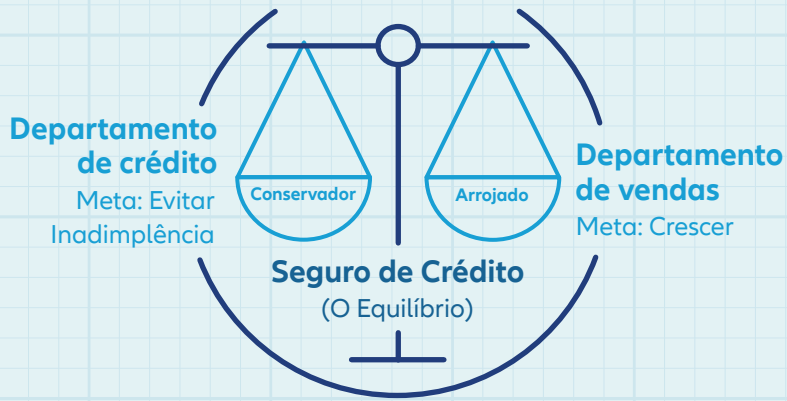 Departamento
de crédito
Meta: Evitar
Inadimplência
Conservador
Arrojado
Departamento
de vendas
Meta: Crescer
Seguro de Crédito
(O Equilíbrio)